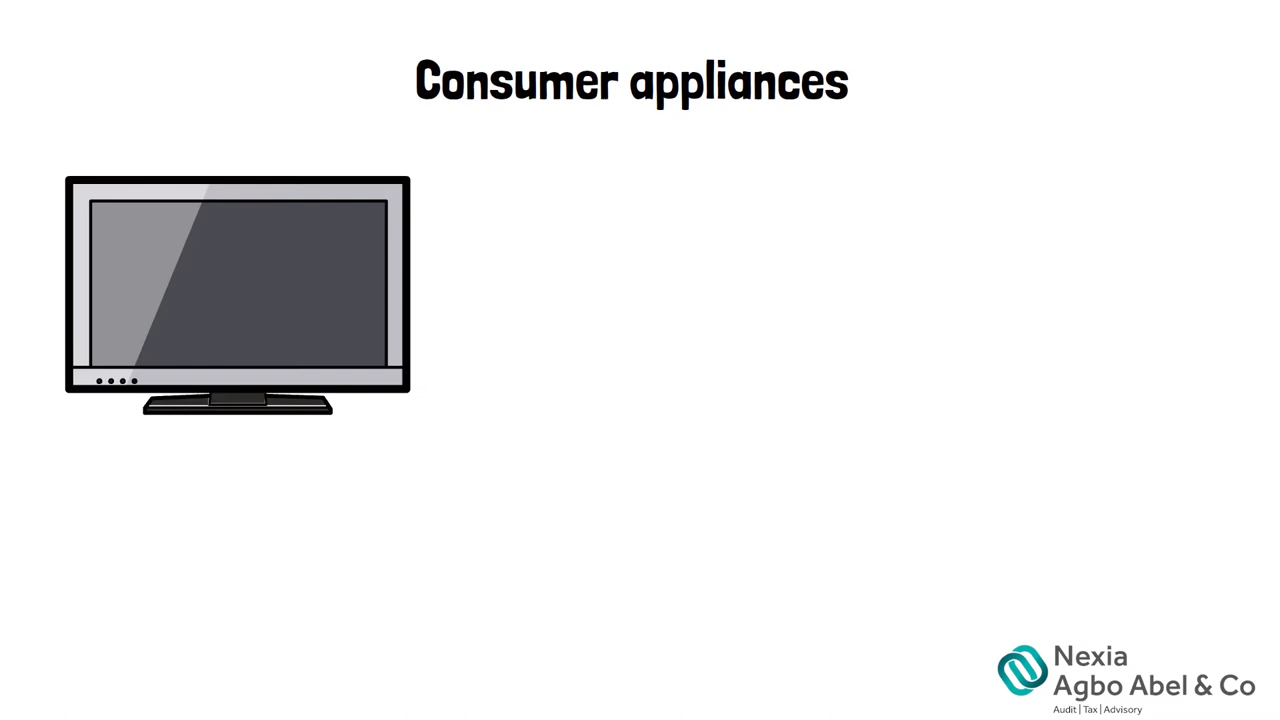 Consumer appliances
Nexia
Agbo Abel & Co
Audit | Tax | Advisory